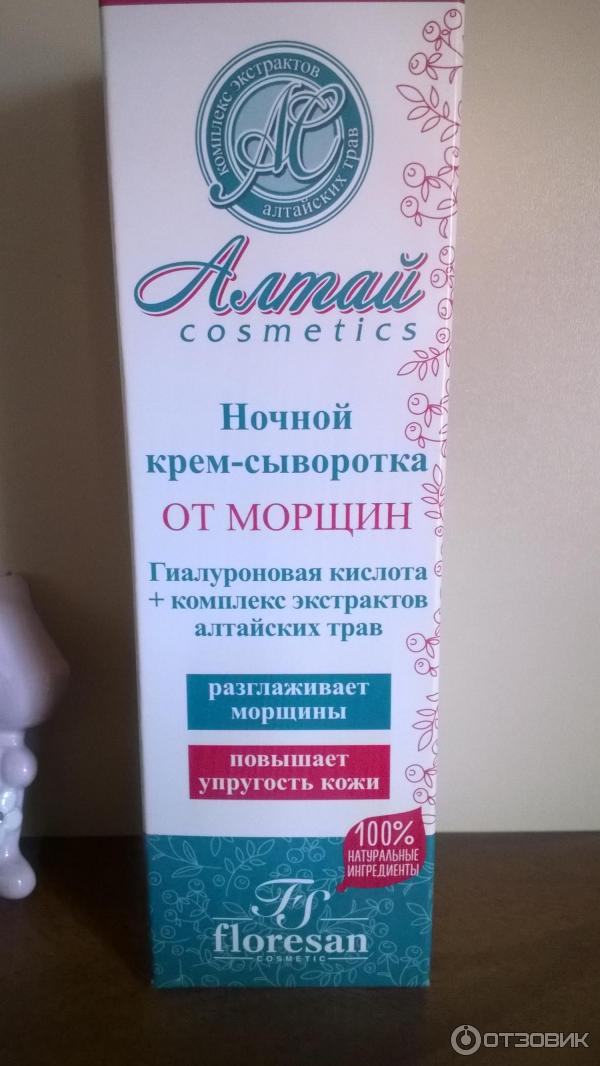 комплекс экстрактов
АС
алтайских трав
Алтай
cosmetics
Ночной
крем-сыворотка
ОТ МОРЩИН
Гиалуроновая кислота
+ комплекс экстрактов
алтайских трав
разглаживает
морщины
повышает
упругость кожи
100%
НАТУРАЛЬНЫЕ
ИНГРЕДИЕНТЫ
FS
floresan
COSMETIC
ОТЗОВИК